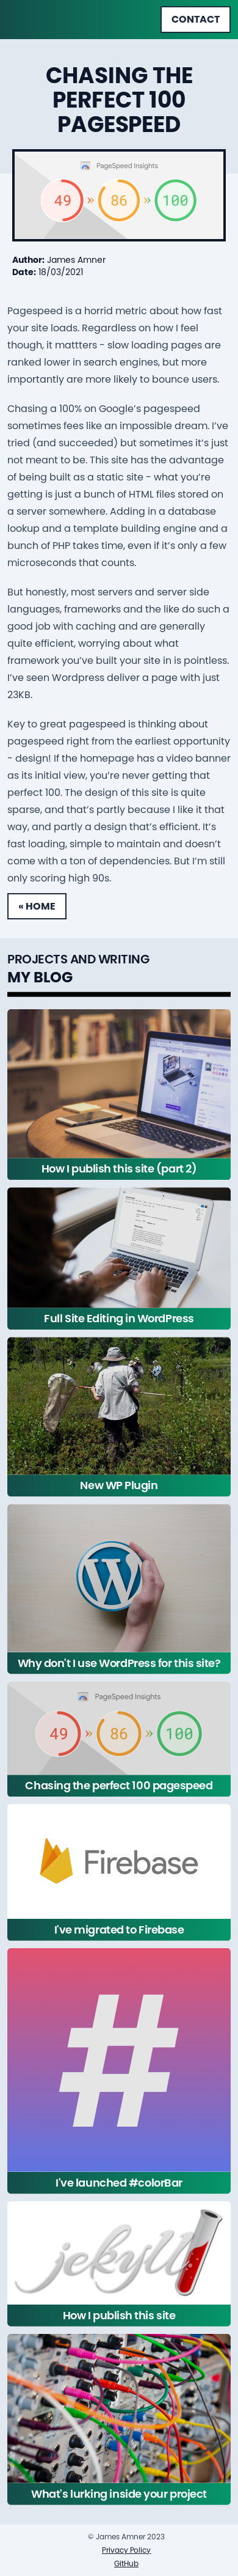 CONTACT
CHASING THE
PERFECT 100
PAGESPEED
PageSpeed Insights
49 » 86 » 100
Author: James Amner
Date: 18/03/2021
Pagespeed is a horrid metric about how fast
your site loads. Regardless on how I feel
though, it mattters - slow loading pages are
ranked lower in search engines, but more
importantly are more likely to bounce users.
Chasing a 100% on Google's pagespeed
sometimes fees like an impossible dream. I've
tried (and succeeded) but sometimes it's just
not meant to be. This site has the advantage
of being built as a static site - what you're
getting is just a bunch of HTML files stored on
a server somewhere. Adding in a database
lookup and a template building engine and a
bunch of PHP takes time, even if it's only a few
microseconds that counts.
But honestly, most servers and server side
languages, frameworks and the like do such a
good job with caching and are generally
quite efficient, worrying about what
framework you've built your site in is pointless.
I've seen Wordpress deliver a page with just
23KB.
Key to great pagespeed is thinking about
pagespeed right from the earliest opportunity
- design! If the homepage has a video banner
as its initial view, you're never getting that
perfect 100. The design of this site is quite
sparse, and that's partly because I like it that
way, and partly a design that's efficient. It's
fast loading, simple to maintain and doesn't
come with a ton of dependencies. But I'm still
only scoring high 90s.
« HOME
PROJECTS AND WRITING
MY BLOG
How I publish this site (part 2)
Full Site Editing in WordPress
New WP Plugin
Why don't I use WordPress for this site?
PageSpeed Insights
49 » 86 » 100
Chasing the perfect 100 pagespeed
Firebase
I've migrated to Firebase
#
I've launched #colorBar
jekyll
How I publish this site
What's lurking inside your project
© James Amner 2023
Privacy Policy
GitHub